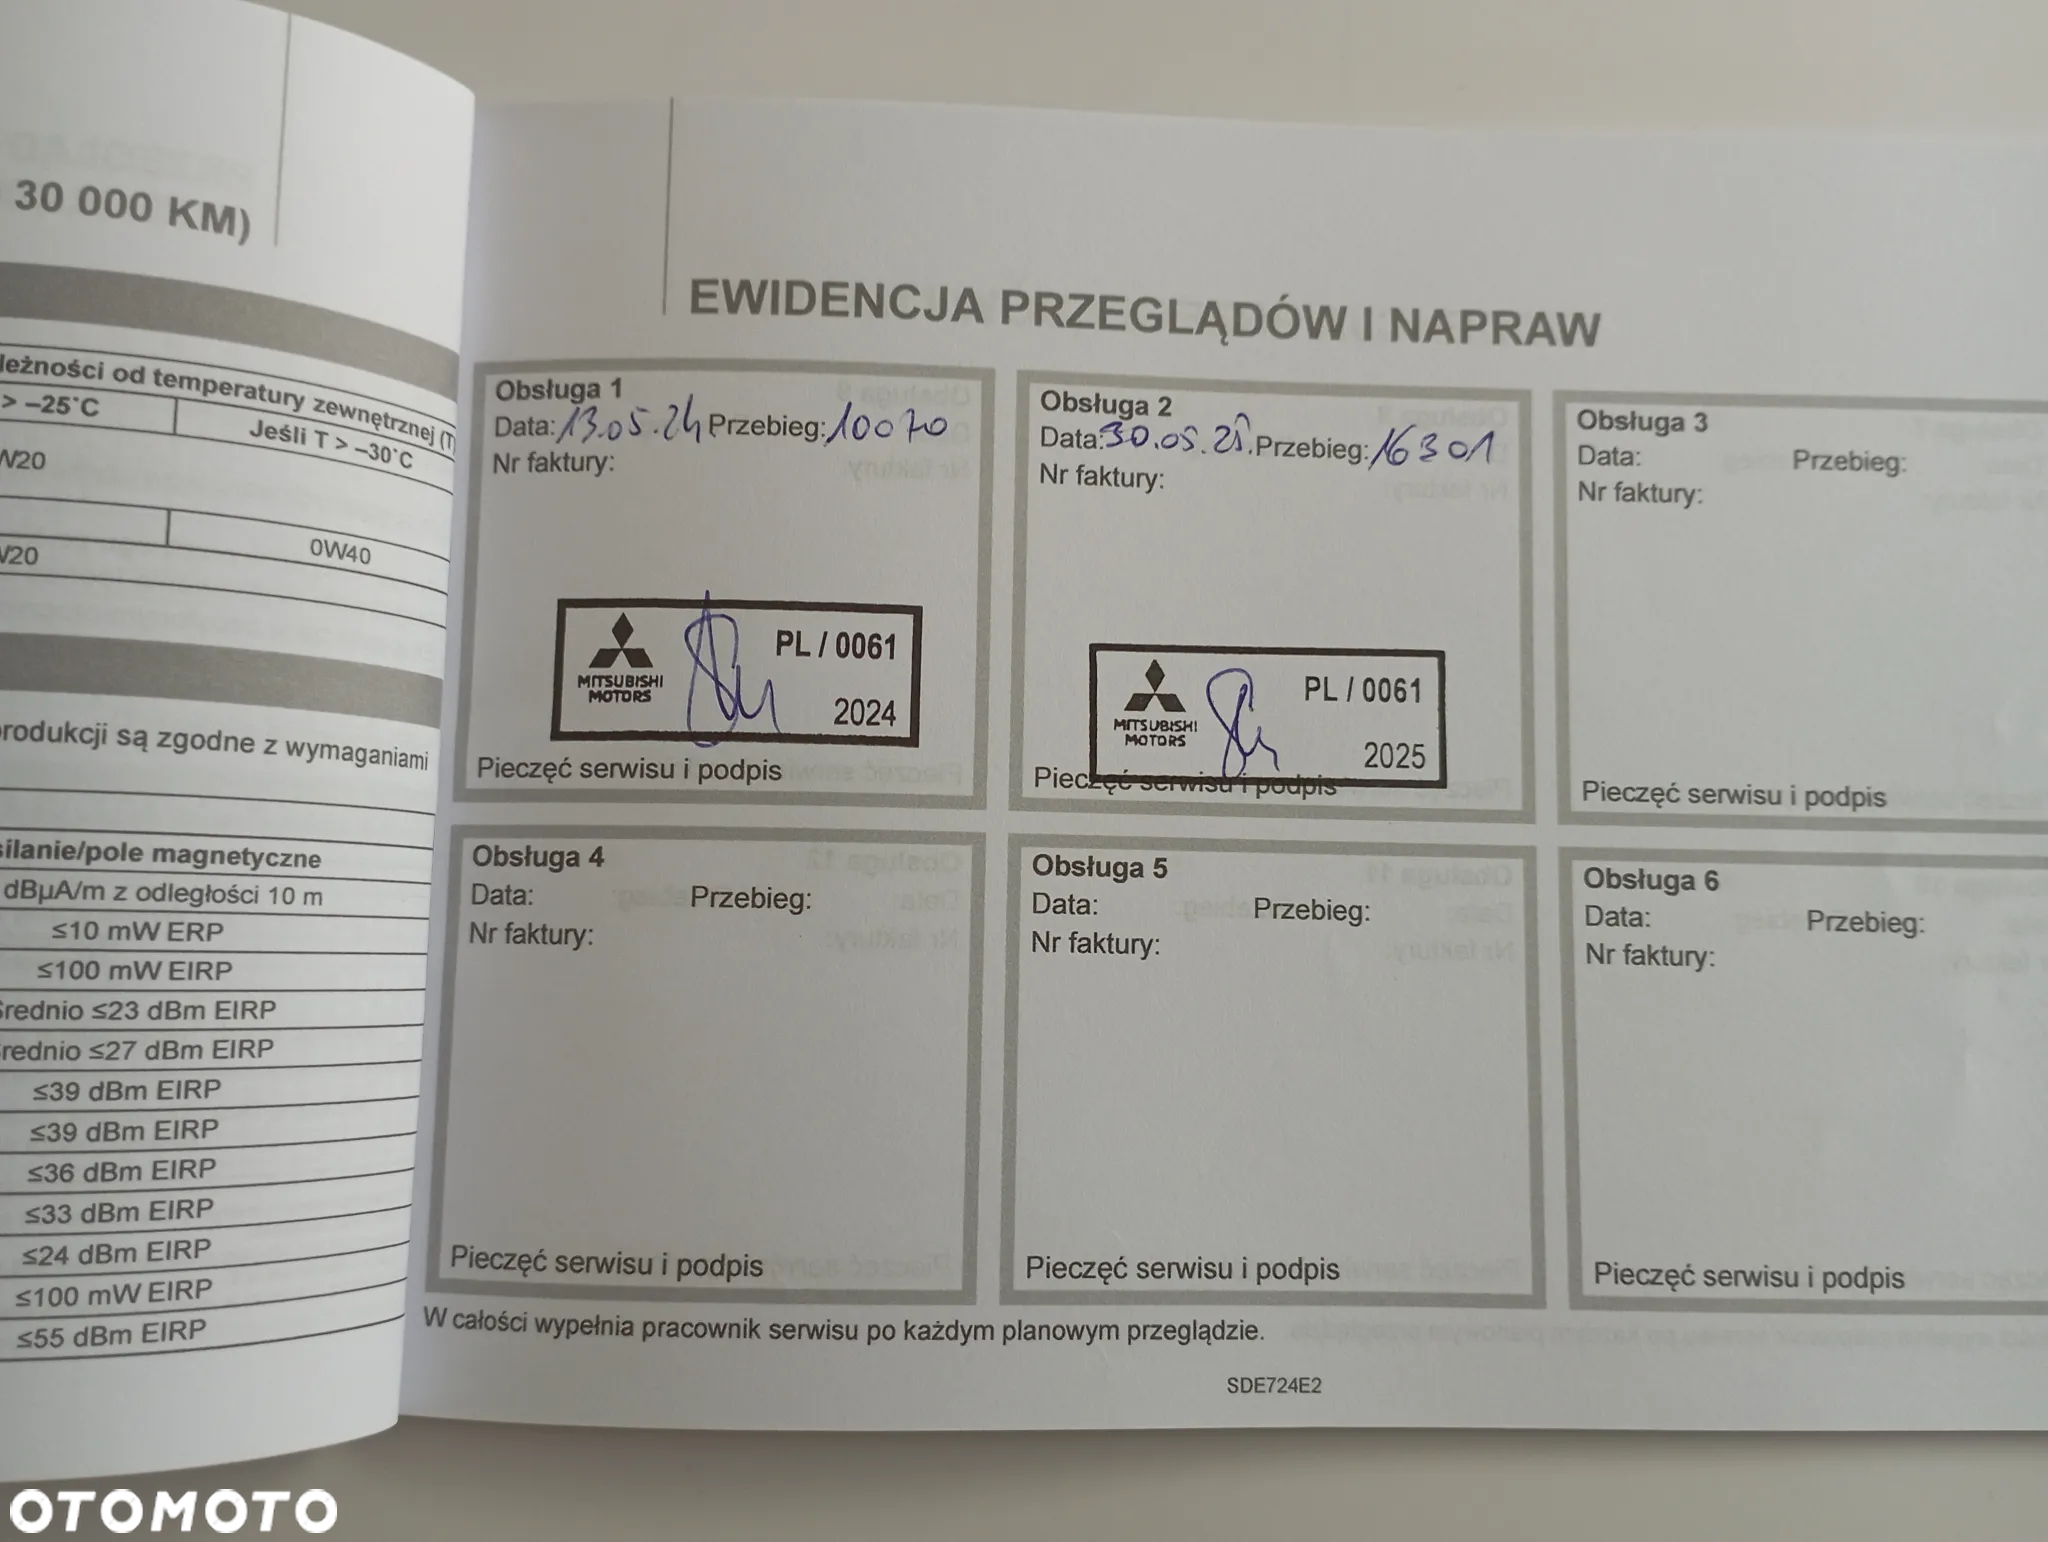 30 000 KM)
leżności od temperatury zewnętrznej (T
> –25˚C
Jeśli T > –30˚C
W20
0W40
W20
produkcji są zgodne z wymaganiami
silanie/pole magnetyczne
dBµA/m z odległości 10 m
≤10 mW ERP
≤100 mW EIRP
Średnio ≤23 dBm EIRP
Średnio ≤27 dBm EIRP
≤39 dBm EIRP
≤39 dBm EIRP
≤36 dBm EIRP
≤33 dBm EIRP
≤24 dBm EIRP
≤100 mW EIRP
≤55 dBm EIRP
EWIDENCJA PRZEGLĄDÓW I NAPRAW
Obsługa 1
Data: 13.05.24 Przebieg: 10070
Nr faktury:
MITSUBISHI
MOTORS
PL / 0061
2024
Pieczęć serwisu i podpis
Obsługa 2
Data: 30.05.25. Przebieg: 16301
Nr faktury:
MITSUBISHI
MOTORS
PL / 0061
2025
Pieczęć serwisu i podpis
Obsługa 3
Data: Przebieg:
Nr faktury:
Pieczęć serwisu i podpis
Obsługa 4
Data: Przebieg:
Nr faktury:
Pieczęć serwisu i podpis
Obsługa 5
Data: Przebieg:
Nr faktury:
Pieczęć serwisu i podpis
Obsługa 6
Data: Przebieg:
Nr faktury:
Pieczęć serwisu i podpis
W całości wypełnia pracownik serwisu po każdym planowym przeglądzie.
SDE724E2
OTOMOTO